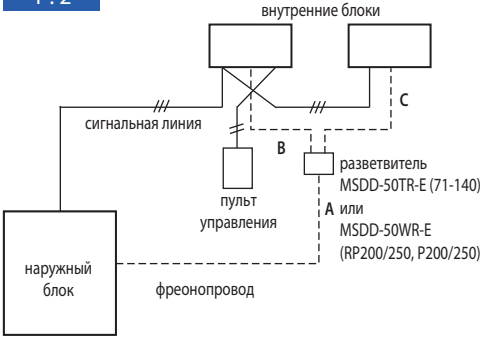 1 : 2
внутренние блоки
C
сигнальная линия
B
разветвитель
MSDD-50TR-E (71-140)
пульт
управления
A или
MSDD-50WR-E
(RP200/250, P200/250)
наружный
блок
фреонопровод